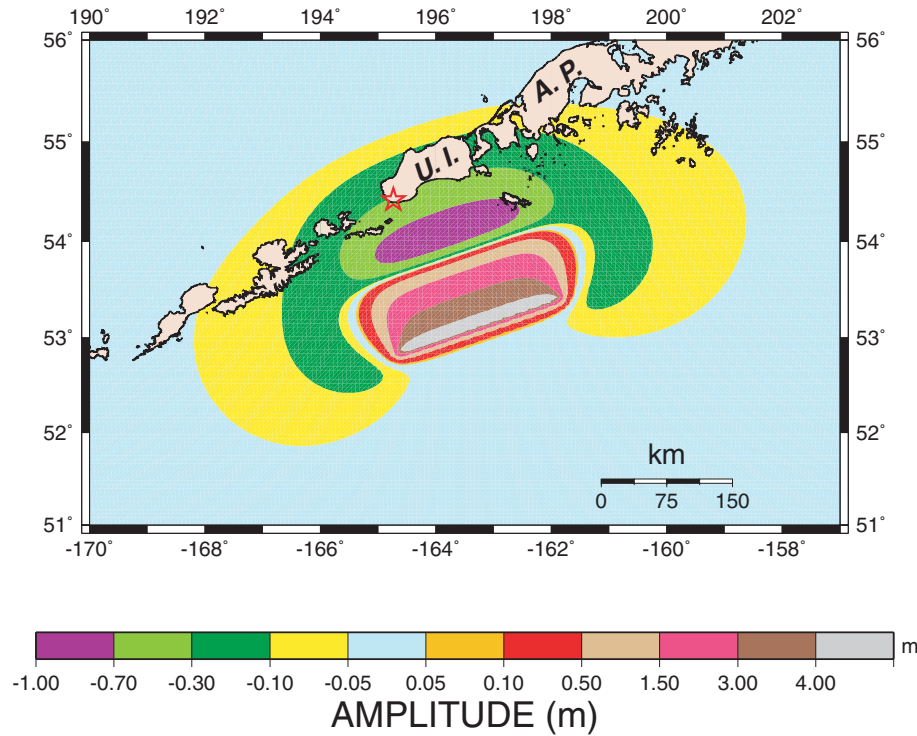 190˚ 192˚ 194˚ 195˚ 196˚ 198˚ 200˚ 202˚
56˚ 56˚
A. P.
55˚ 55˚
U. I.
54˚ 54˚
53˚ 53˚
52˚ 52˚
km
0 75 150
51˚ 51˚
-170˚ -168˚ -166˚ -164˚ -162˚ -160˚ -158˚
m
-1.00 -0.70 -0.30 -0.10 -0.05 0.05 0.10 0.50 1.50 3.00 4.00
AMPLITUDE (m)